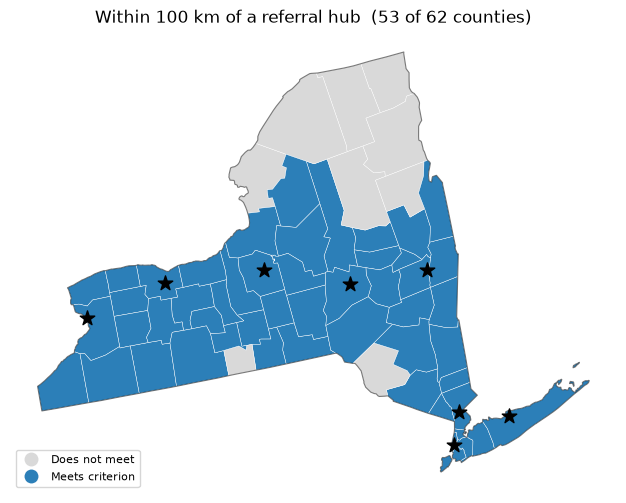 Within 100 km of a referral hub (53 of 62 counties)
Does not meet
Meets criterion